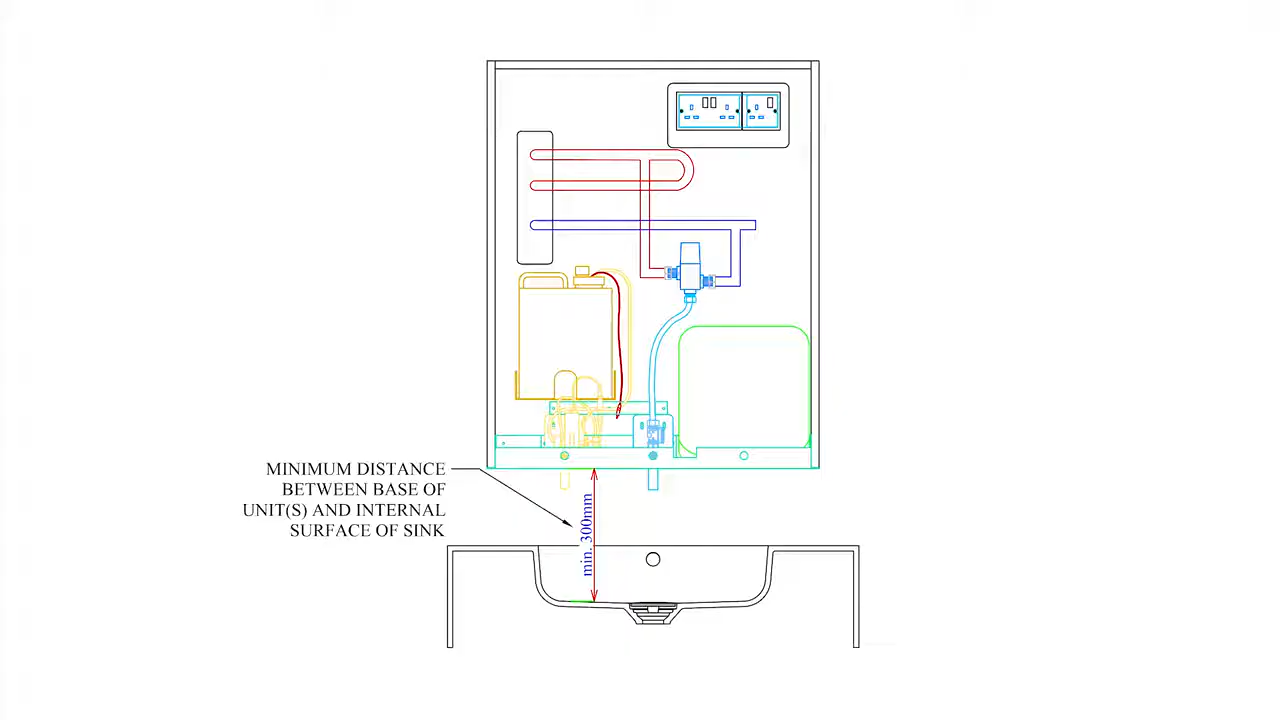 MINIMUM DISTANCE
BETWEEN BASE OF
UNIT(S) AND INTERNAL
SURFACE OF SINK
min. 300mm